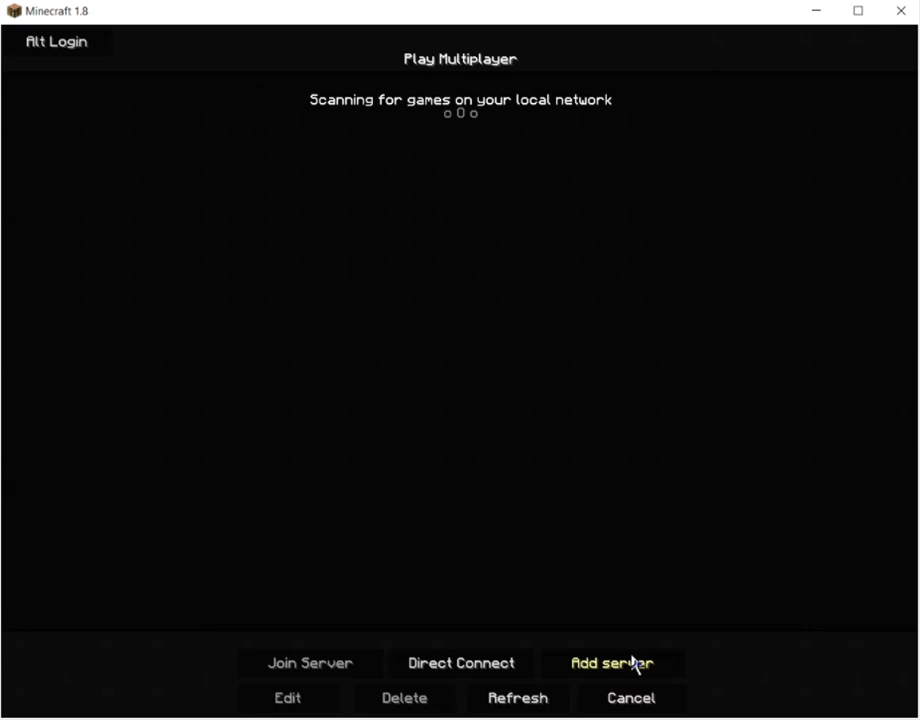 Minecraft 1.8
Alt Login
Play Multiplayer
Scanning for games on your local network
o O o
Join Server Direct Connect Add server
Edit Delete Refresh Cancel